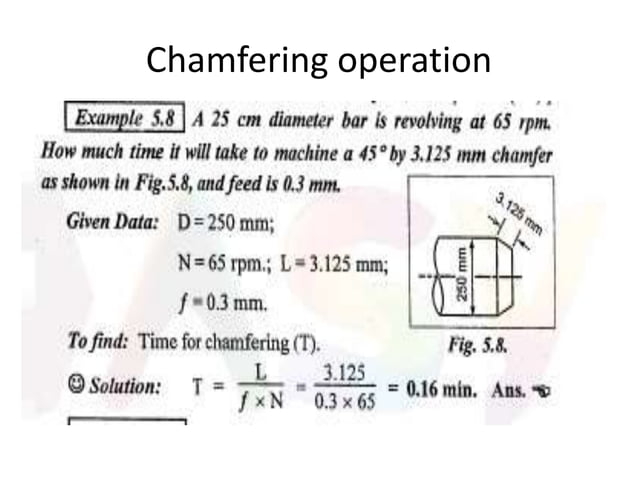 Chamfering operation
Example 5.8 A 25 cm diameter bar is revolving at 65 rpm.
How much time it will take to machine a 45° by 3.125 mm chamfer
as shown in Fig.5.8, and feed is 0.3 mm.
Given Data: D = 250 mm;
N = 65 rpm.; L = 3.125 mm;
f = 0.3 mm.
3.125 mm
250 mm
Fig. 5.8.
To find: Time for chamfering (T).
☺ Solution: T = L / f × N = 3.125 / 0.3 × 65 = 0.16 min. Ans.